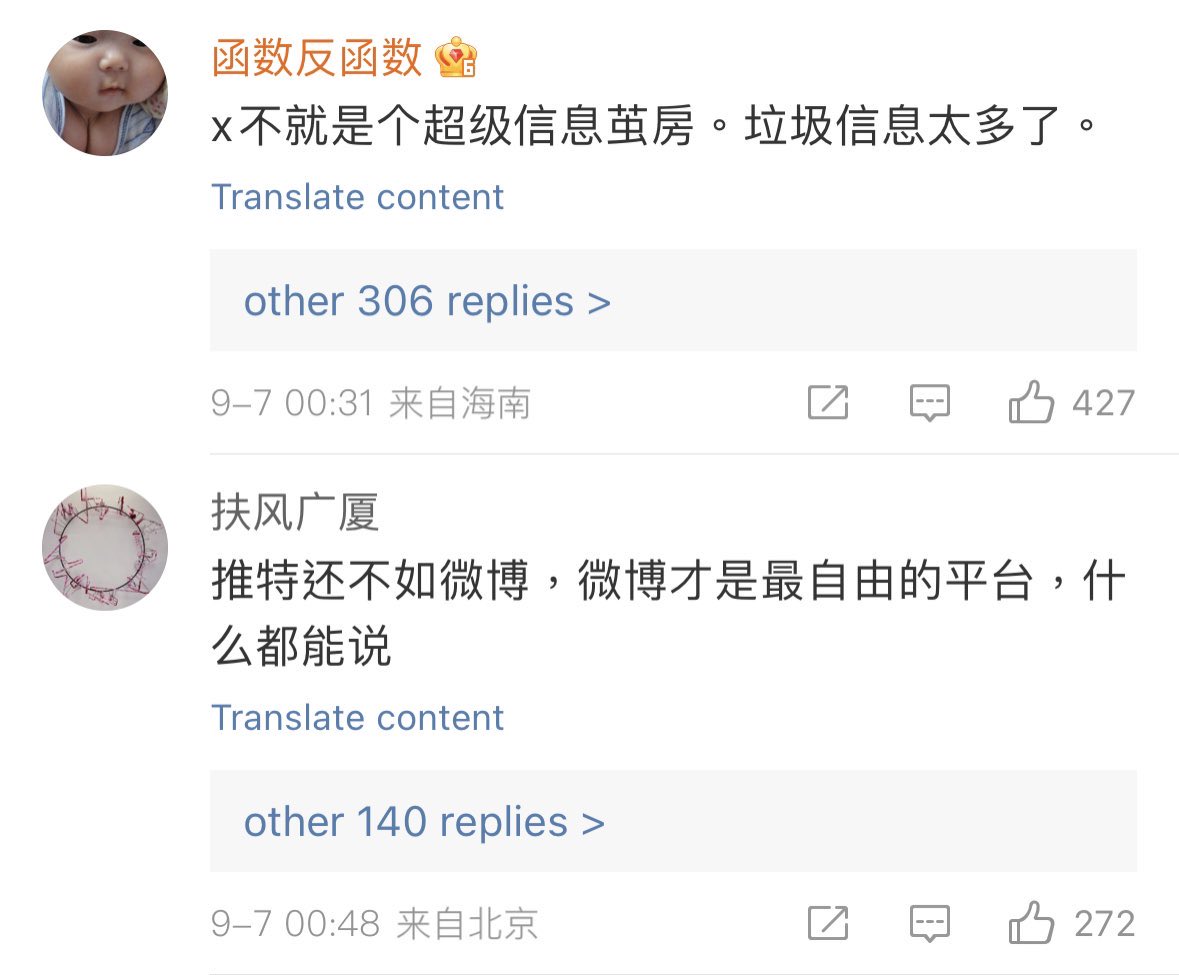 函数反函数
x不就是个超级信息茧房。垃圾信息太多了。
Translate content
other 306 replies >
9-7 00:31 来自海南
427
扶风广厦
推特还不如微博，微博才是最自由的平台，什
么都能说
Translate content
other 140 replies >
9-7 00:48 来自北京
272